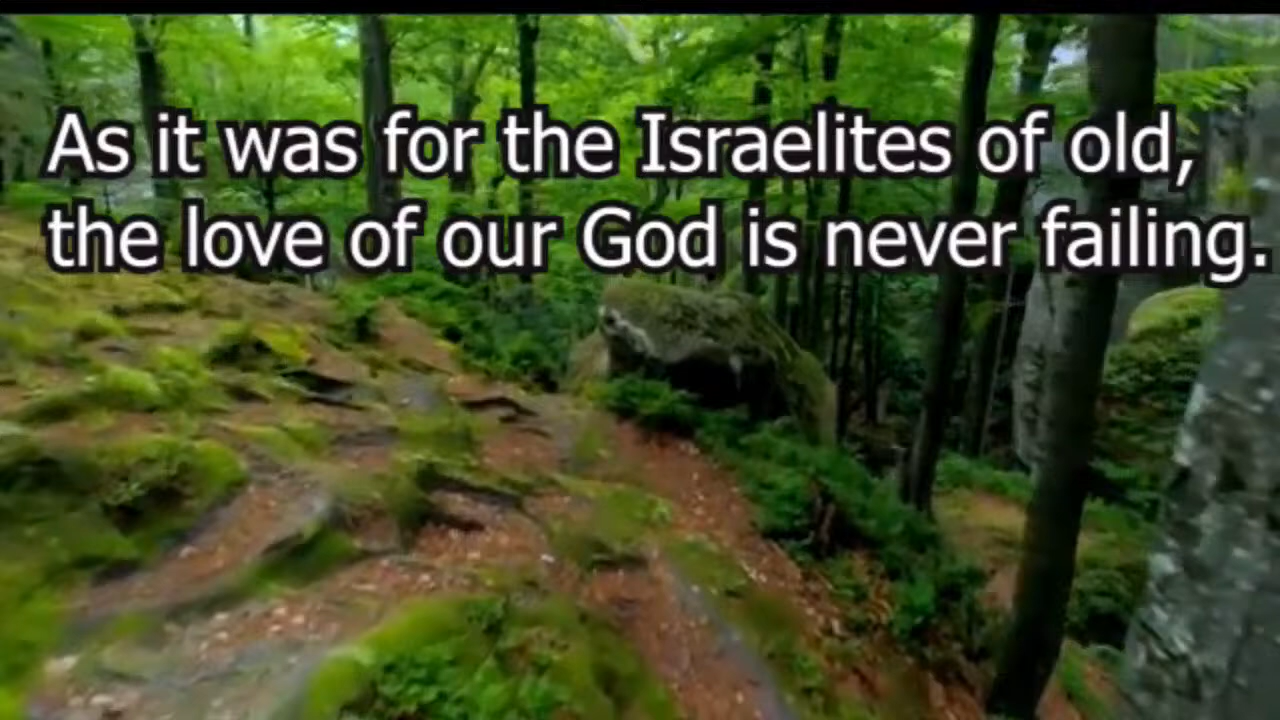 As it was for the Israelites of old,
the love of our God is never failing.